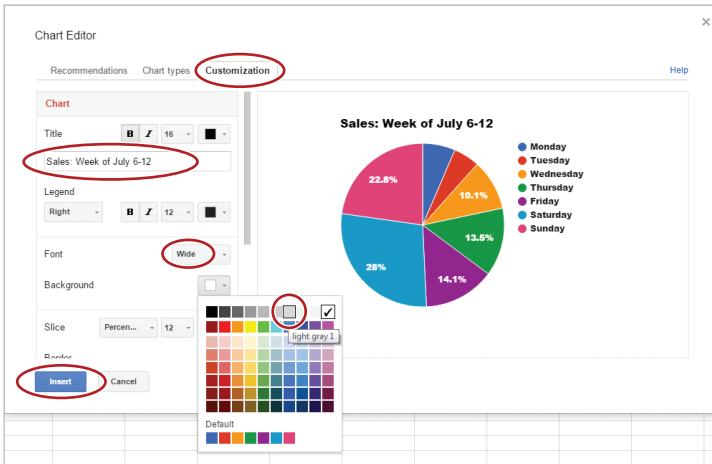 ×
Chart Editor
Recommendations Chart types Customization Help
Chart
Title B I 16
Sales: Week of July 6-12
Legend
Right B I 12
Font Wide
Background
Slice Percen... 12
Border
Insert Cancel
light gray 1
Default
Sales: Week of July 6-12
22.8%
10.1%
13.5%
28%
14.1%
Monday
Tuesday
Wednesday
Thursday
Friday
Saturday
Sunday